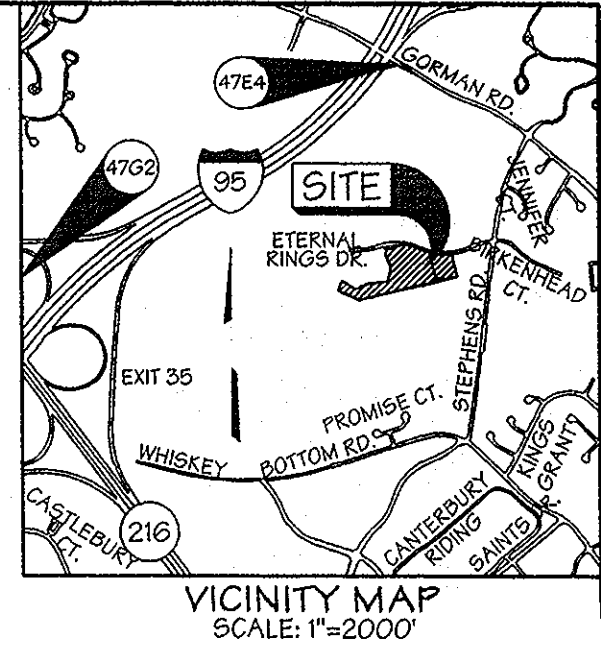 47E4
GORMAN RD.
47G2
95
SITE
JENNIFER
CT.
ETERNAL
RINGS DR.
BIRKENHEAD
CT.
STEPHENS RD.
EXIT 35
PROMISE CT.
WHISKEY BOTTOM RD.
KINGS
GRANT
R.
CANTERBURY
RIDING
SAINTS
216
CASTLEBURY
CT.
VICINITY MAP
SCALE: 1"=2000'